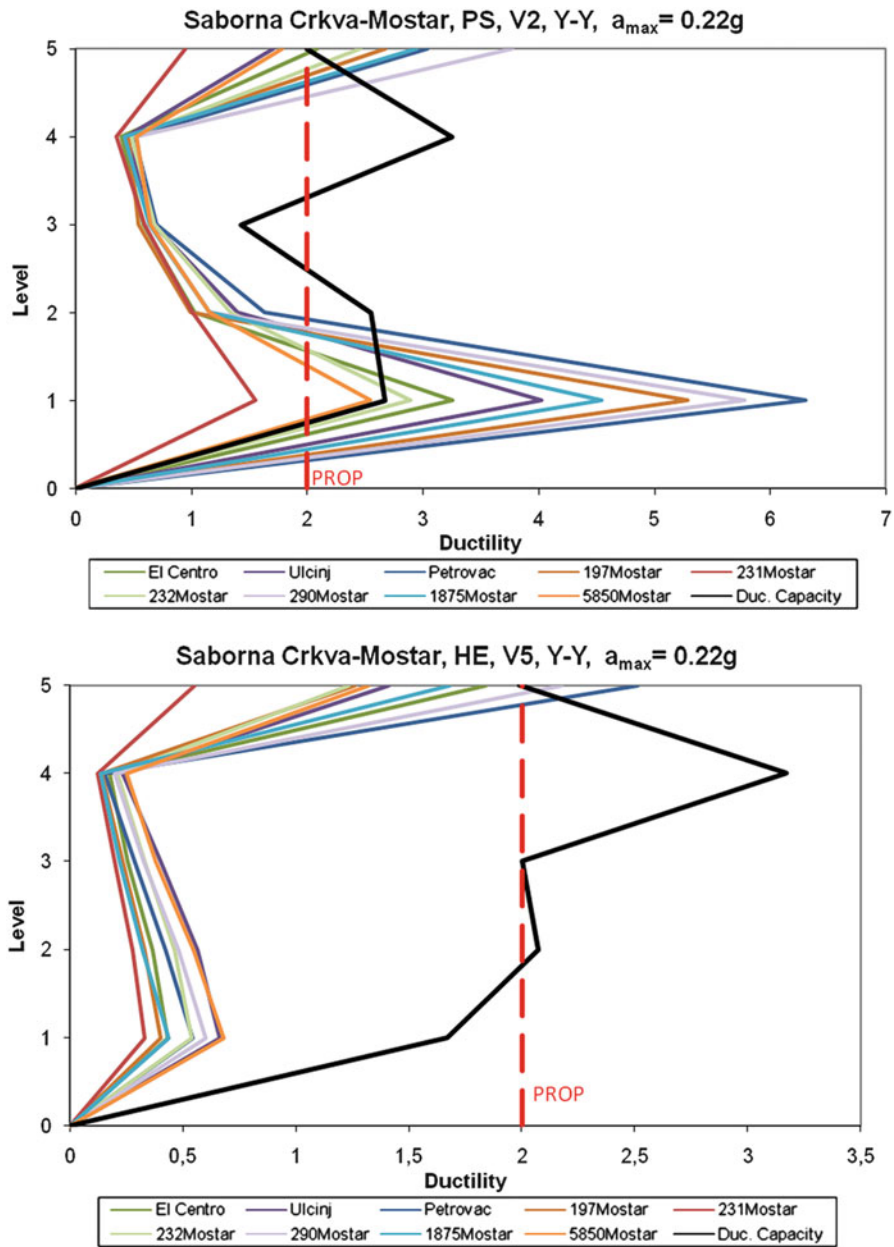 Saborna Crkva-Mostar, PS, V2, Y-Y, a_max= 0.22g
5
4
3
2
1
0
Level
PROP
0 1 2 3 4 5 6 7
Ductility
El Centro Ulcinj Petrovac 197Mostar 231Mostar
232Mostar 290Mostar 1875Mostar 5850Mostar Duc. Capacity
Saborna Crkva-Mostar, HE, V5, Y-Y, a_max= 0.22g
5
4
3
2
1
0
Level
PROP
0 0,5 1 1,5 2 2,5 3 3,5
Ductility
El Centro Ulcinj Petrovac 197Mostar 231Mostar
232Mostar 290Mostar 1875Mostar 5850Mostar Duc. Capacity